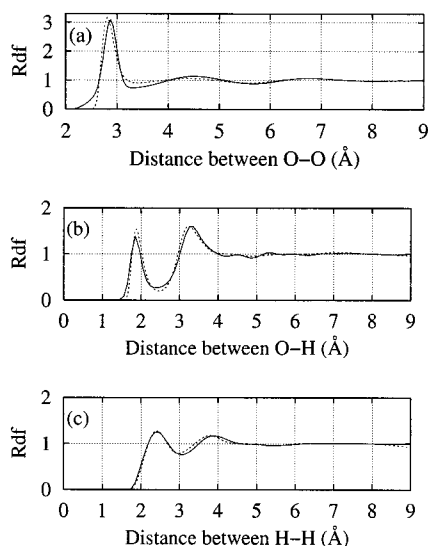 (a)
Rdf
3
2
1
0
2 3 4 5 6 7 8 9
Distance between O–O (Å)
(b)
Rdf
2
1
0
0 1 2 3 4 5 6 7 8 9
Distance between O–H (Å)
(c)
Rdf
2
1
0
0 1 2 3 4 5 6 7 8 9
Distance between H–H (Å)